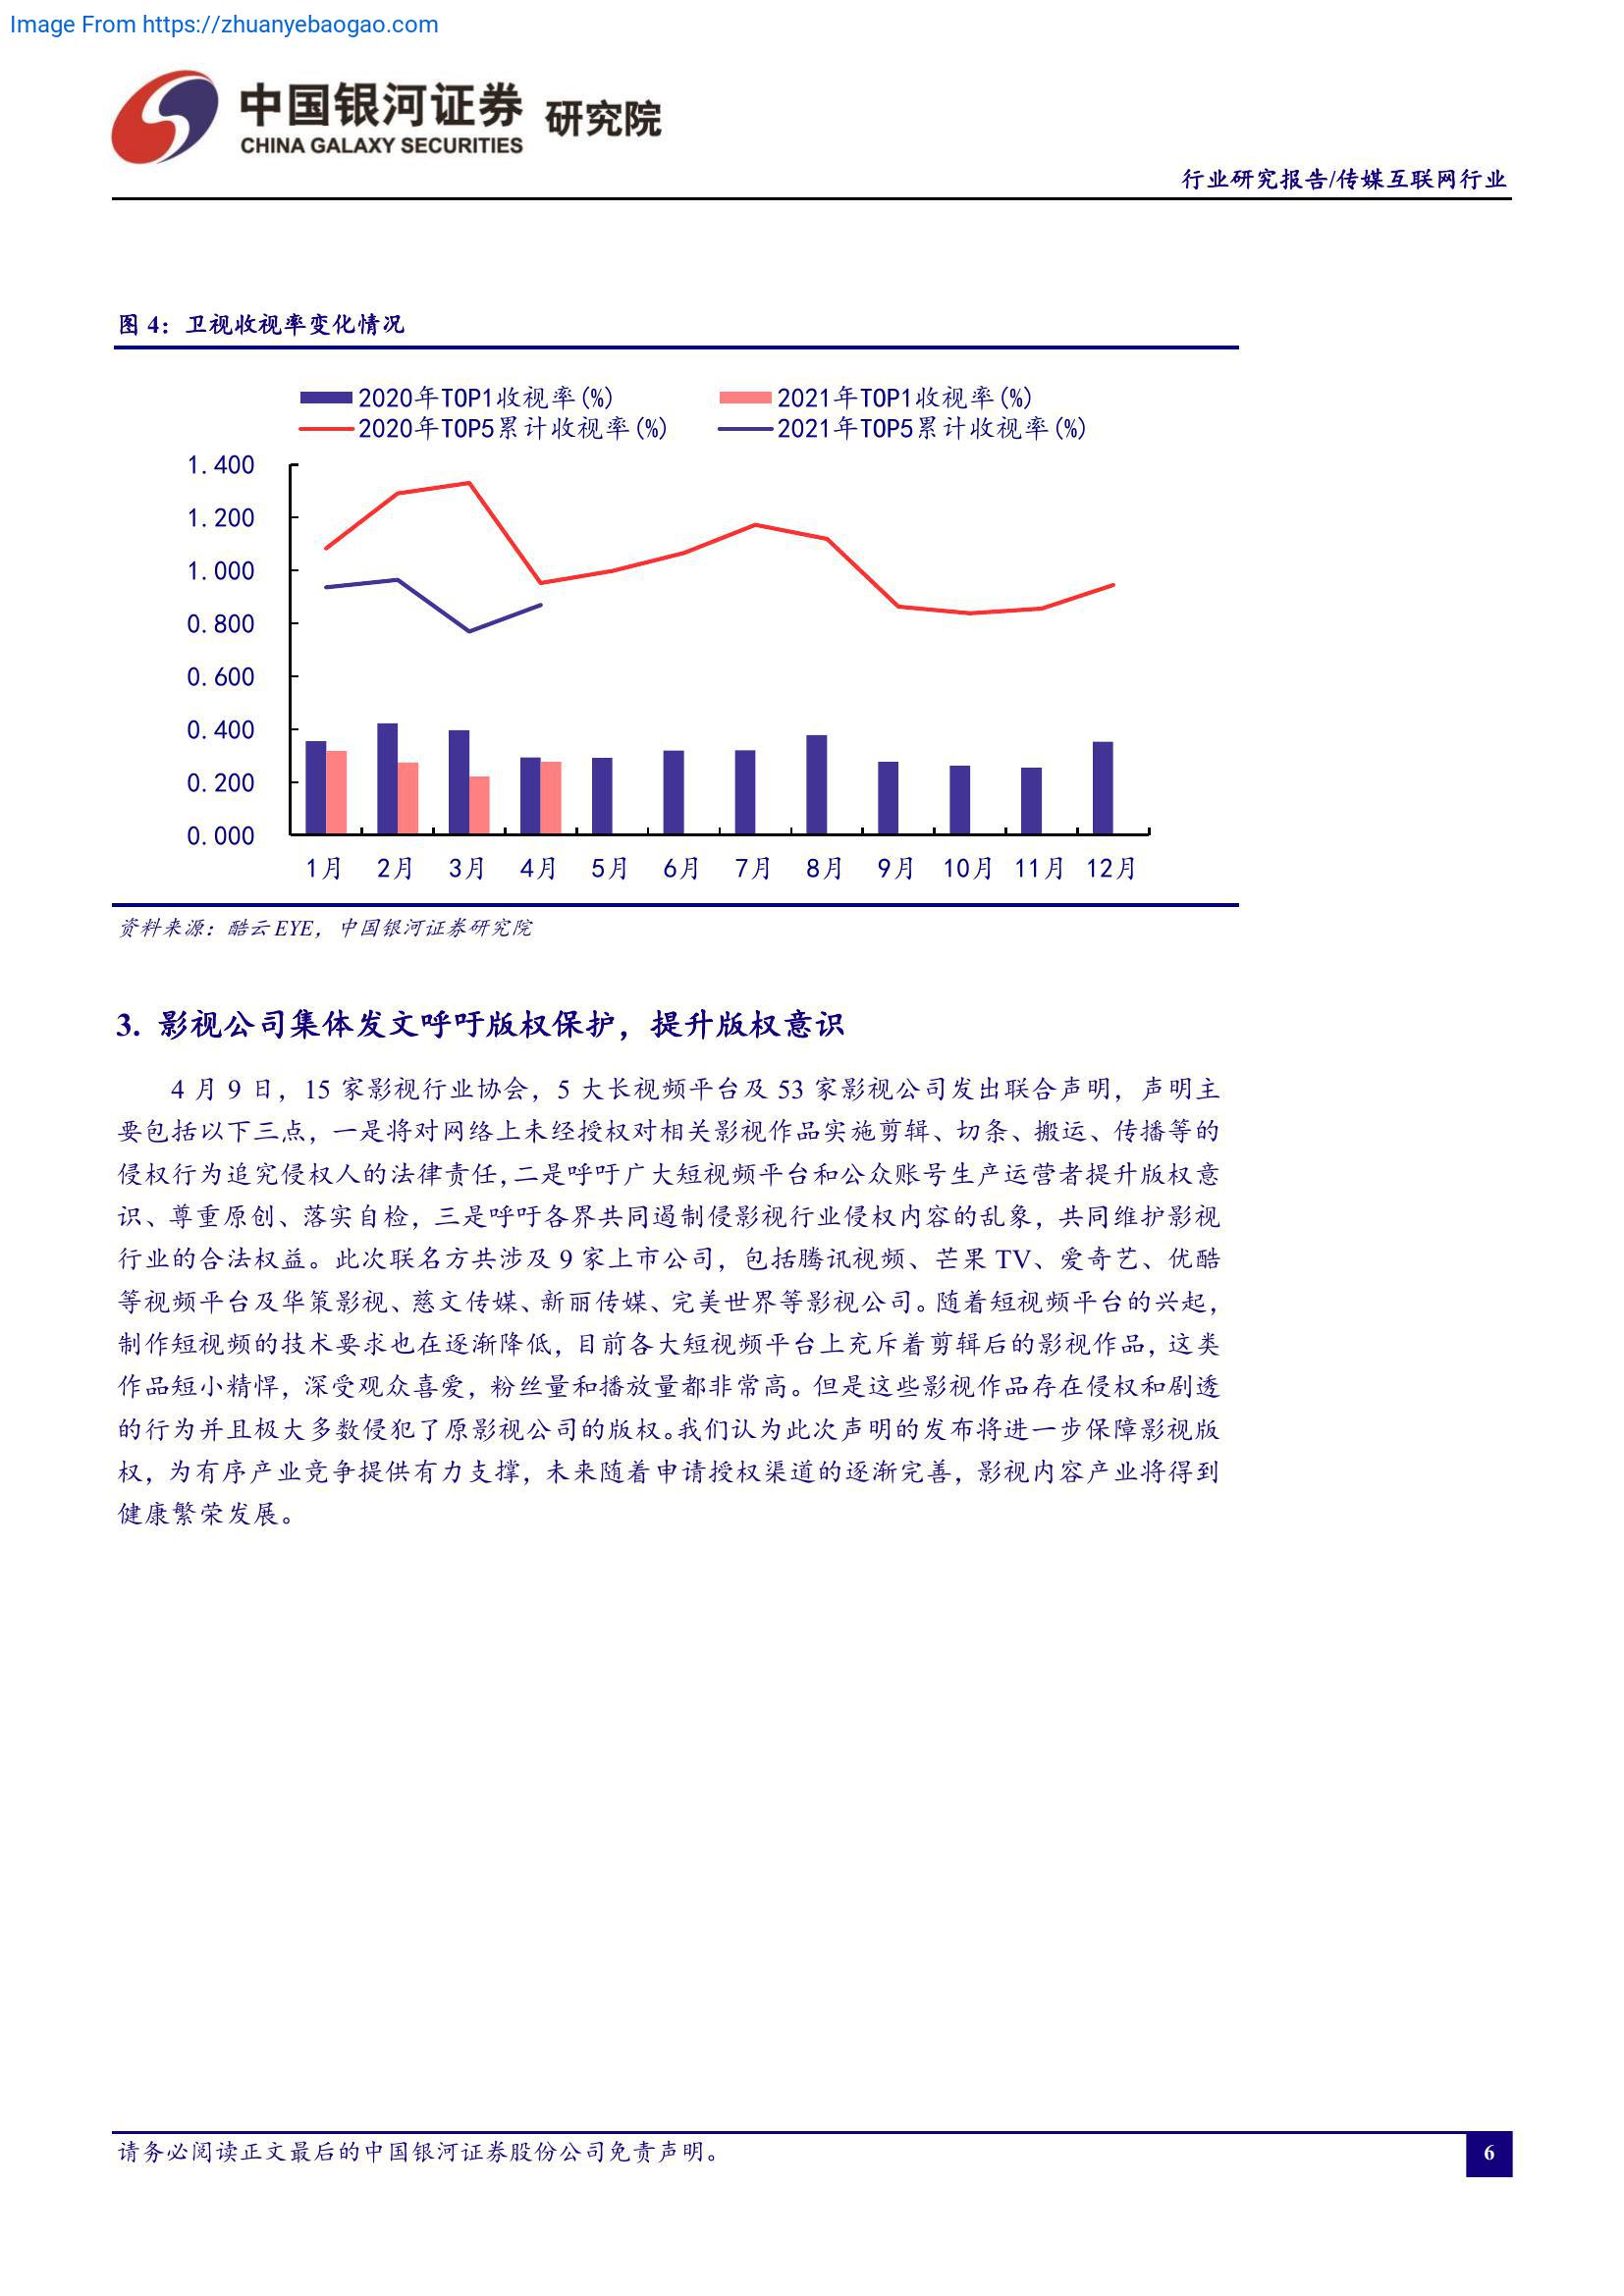 Image From https://zhuanyebaogao.com
中国银河证券 研究院
CHINA GALAXY SECURITIES
行业研究报告/传媒互联网行业
图 4：卫视收视率变化情况
2020年TOP1收视率(%) 2021年TOP1收视率(%)
2020年TOP5累计收视率(%) 2021年TOP5累计收视率(%)
1.400
1.200
1.000
0.800
0.600
0.400
0.200
0.000
1月 2月 3月 4月 5月 6月 7月 8月 9月 10月 11月 12月
资料来源：酷云 EYE，中国银河证券研究院
3. 影视公司集体发文呼吁版权保护，提升版权意识
4 月 9 日，15 家影视行业协会，5 大长视频平台及 53 家影视公司发出联合声明，声明主
要包括以下三点，一是将对网络上未经授权对相关影视作品实施剪辑、切条、搬运、传播等的
侵权行为追究侵权人的法律责任，二是呼吁广大短视频平台和公众账号生产运营者提升版权意
识、尊重原创、落实自检，三是呼吁各界共同遏制侵影视行业侵权内容的乱象，共同维护影视
行业的合法权益。此次联名方共涉及 9 家上市公司，包括腾讯视频、芒果 TV、爱奇艺、优酷
等视频平台及华策影视、慈文传媒、新丽传媒、完美世界等影视公司。随着短视频平台的兴起，
制作短视频的技术要求也在逐渐降低，目前各大短视频平台上充斥着剪辑后的影视作品，这类
作品短小精悍，深受观众喜爱，粉丝量和播放量都非常高。但是这些影视作品存在侵权和剧透
的行为并且极大多数侵犯了原影视公司的版权。我们认为此次声明的发布将进一步保障影视版
权，为有序产业竞争提供有力支撑，未来随着申请授权渠道的逐渐完善，影视内容产业将得到
健康繁荣发展。
请务必阅读正文最后的中国银河证券股份公司免责声明。
6